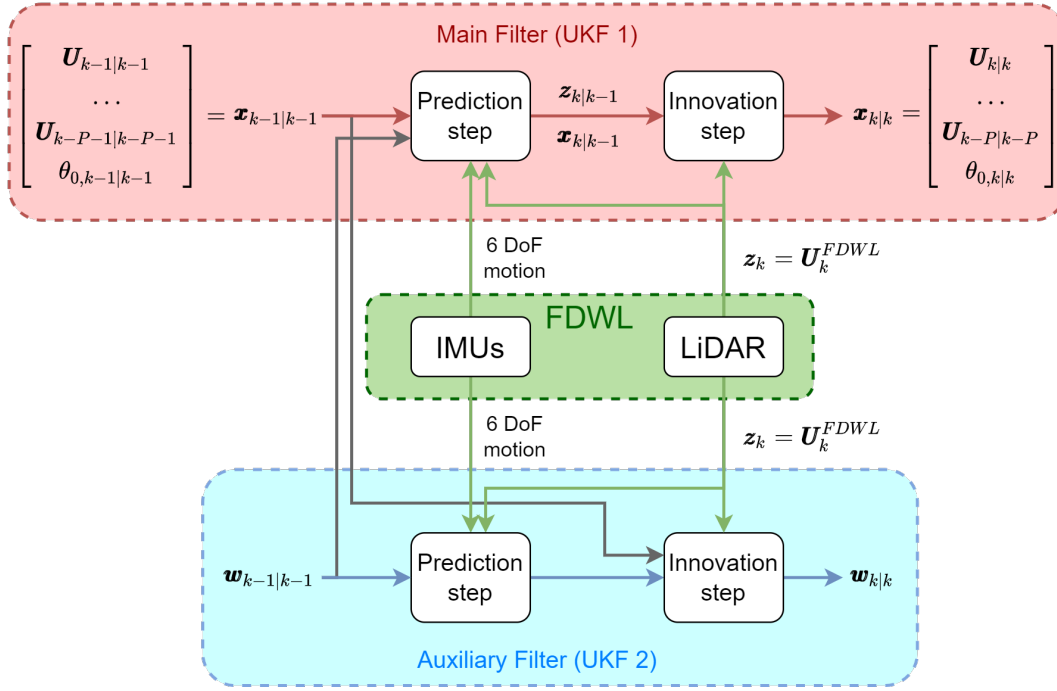 Main Filter (UKF 1)
[U_{k-1|k-1}
...
U_{k-P-1|k-P-1}
θ_{0,k-1|k-1}] = x_{k-1|k-1}
Prediction
step
z_{k|k-1}
x_{k|k-1}
Innovation
step
x_{k|k} = [U_{k|k}
...
U_{k-P|k-P}
θ_{0,k|k}]
6 DoF
motion
z_k = U_k^{FDWL}
FDWL
IMUs
LiDAR
6 DoF
motion
z_k = U_k^{FDWL}
w_{k-1|k-1}
Prediction
step
Innovation
step
w_{k|k}
Auxiliary Filter (UKF 2)